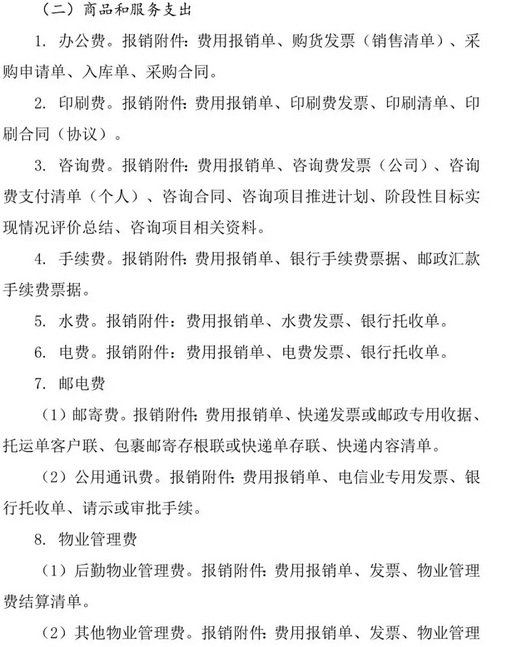 （二）商品和服务支出
1. 办公费。报销附件：费用报销单、购货发票（销售清单）、采
购申请单、入库单、采购合同。
2. 印刷费。报销附件：费用报销单、印刷费发票、印刷清单、印
刷合同（协议）。
3. 咨询费。报销附件：费用报销单、咨询费发票（公司）、咨询
费支付清单（个人）、咨询合同、咨询项目推进计划、阶段性目标实
现情况评价总结、咨询项目相关资料。
4. 手续费。报销附件：费用报销单、银行手续费票据、邮政汇款
手续费票据。
5. 水费。报销附件：费用报销单、水费发票、银行托收单。
6. 电费。报销附件：费用报销单、电费发票、银行托收单。
7. 邮电费
（1）邮寄费。报销附件：费用报销单、快递发票或邮政专用收据、
托运单客户联、包裹邮寄存根联或快递单存联、快递内容清单。
（2）公用通讯费。报销附件：费用报销单、电信业专用发票、银
行托收单、请示或审批手续。
8. 物业管理费
（1）后勤物业管理费。报销附件：费用报销单、发票、物业管理
费结算清单。
（2）其他物业管理费。报销附件：费用报销单、发票、物业管理